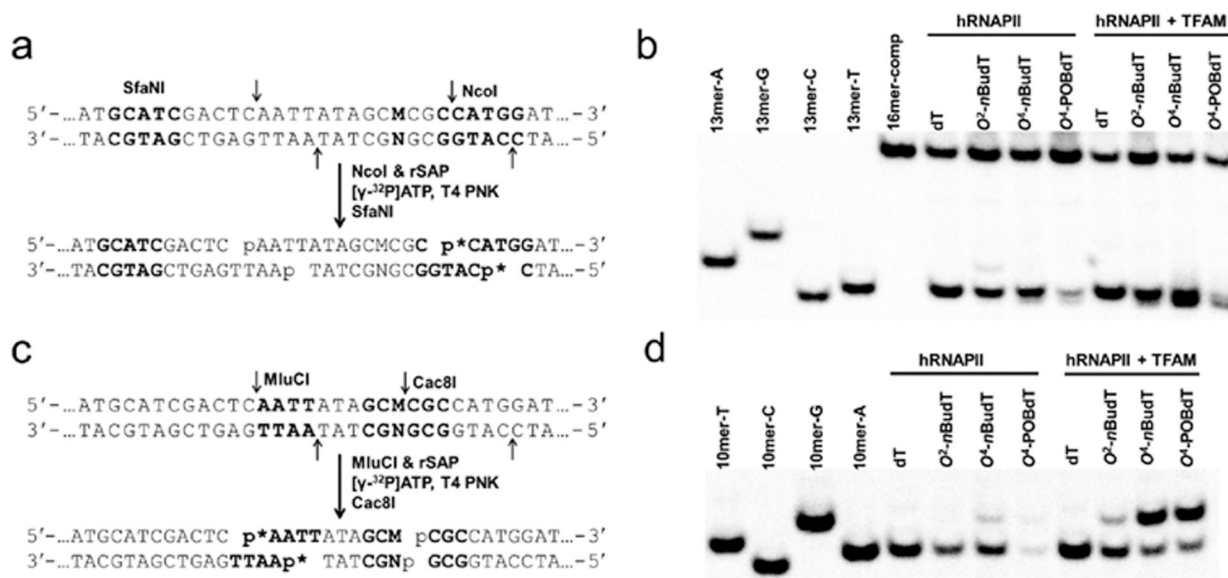 a
SfaNI
NcoI
5′-…ATGCATCGACTCAATTATAGCMCGCCATGGAT…-3′
3′-…TACGTAGCTGAGTTAATATCGNGCGGTACCTA…-5′
NcoI & rSAP
[γ-³²P]ATP, T4 PNK
SfaNI
5′-…ATGCATCGACTC pAATTATAGCMCGC p*CATGGAT…-3′
3′-…TACGTAGCTGAGTTAAp TATCGNGCGGTACp* CTA…-5′
b
hRNAPII
hRNAPII + TFAM
13mer-A
13mer-G
13mer-C
13mer-T
16mer-comp
dT
O²-nBudT
O⁴-nBudT
O⁴-POBdT
dT
O²-nBudT
O⁴-nBudT
O⁴-POBdT
c
MluCI
Cac8I
5′-…ATGCATCGACTCAATTATAGCMCGCCATGGAT…-3′
3′-…TACGTAGCTGAGTTAATATCGNGCGGTACCTA…-5′
MluCI & rSAP
[γ-³²P]ATP, T4 PNK
Cac8I
5′-…ATGCATCGACTC p*AATTATAGCM pCGCCATGGAT…-3′
3′-…TACGTAGCTGAGTTAAp* TATCGNp GCGGTACCTA…-5′
d
hRNAPII
hRNAPII + TFAM
10mer-T
10mer-C
10mer-G
10mer-A
dT
O²-nBudT
O⁴-nBudT
O⁴-POBdT
dT
O²-nBudT
O⁴-nBudT
O⁴-POBdT